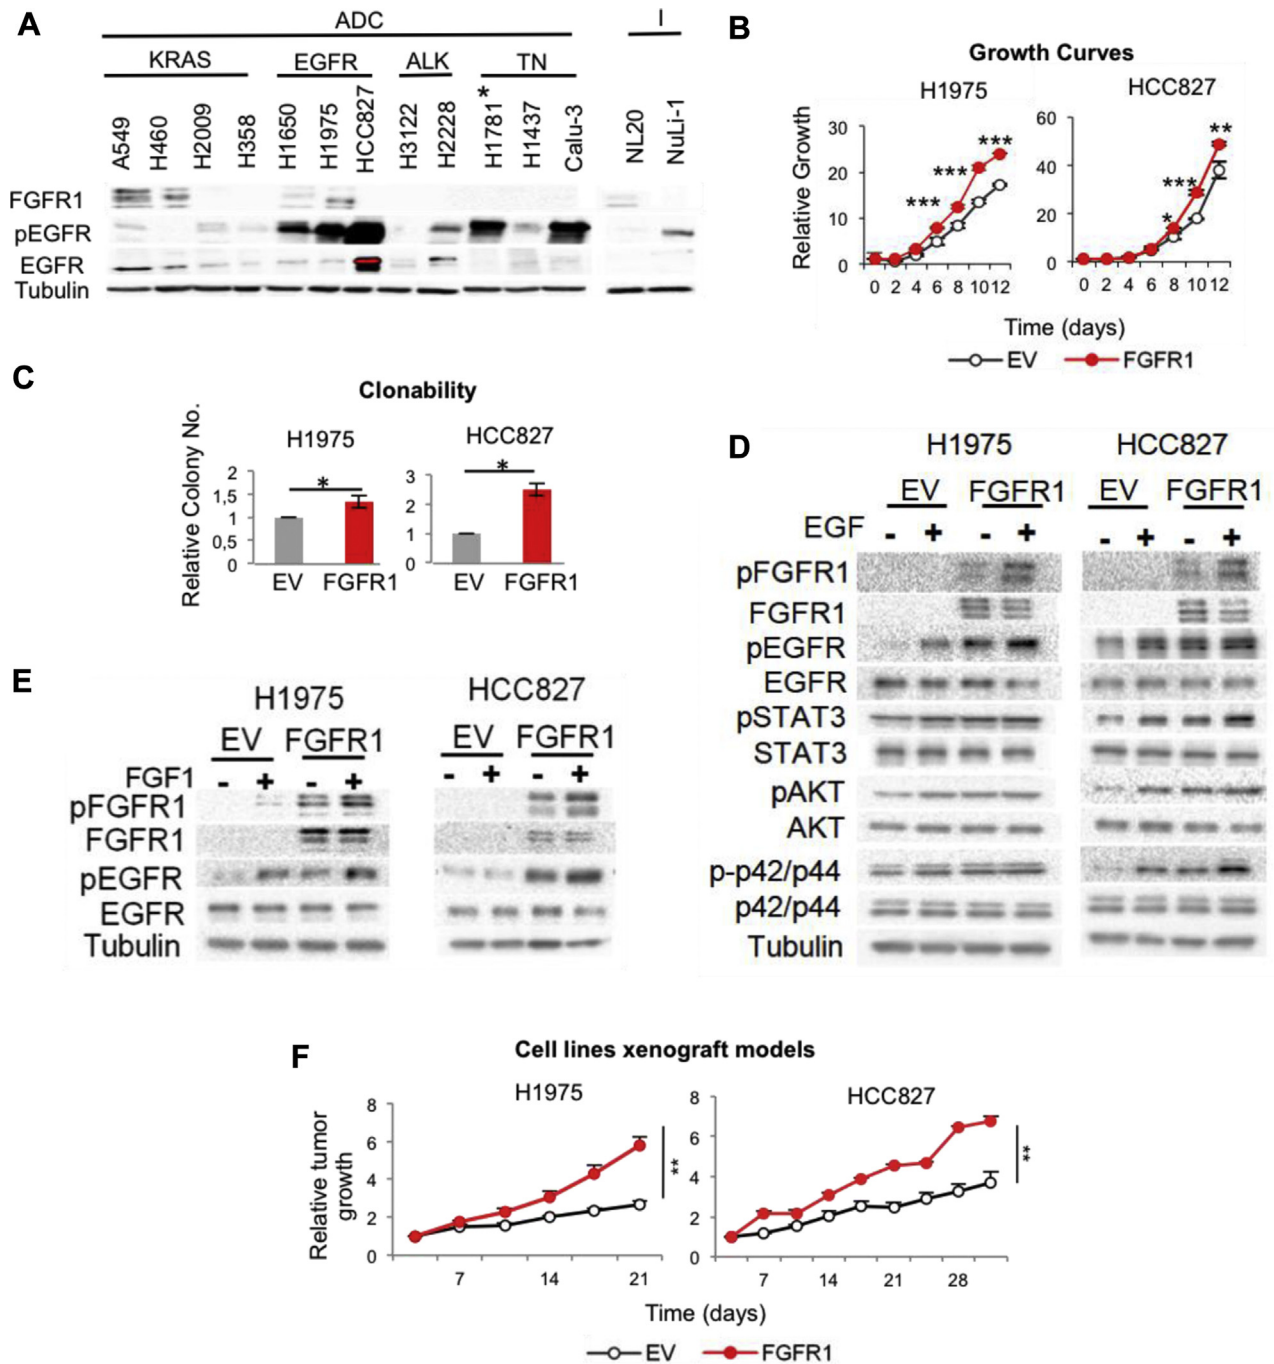 A
ADC
I
KRAS
EGFR
ALK
TN
*
A549
H460
H2009
H358
H1650
H1975
HCC827
H3122
H2228
H1781
H1437
Calu-3
NL20
NuLi-1
FGFR1
pEGFR
EGFR
Tubulin
B
Growth Curves
H1975
HCC827
Relative Growth
30
20
10
0
*** *** ***
0 2 4 6 8 10 12
60
40
20
0
* *** **
0 2 4 6 8 10 12
Time (days)
EV FGFR1
C
Clonability
Relative Colony No.
H1975
HCC827
2
1,5
1
0,5
0
*
EV FGFR1
3
2
1
0
*
EV FGFR1
D
H1975 HCC827
EV FGFR1 EV FGFR1
EGF - + - + - + - +
pFGFR1
FGFR1
pEGFR
EGFR
pSTAT3
STAT3
pAKT
AKT
p-p42/p44
p42/p44
Tubulin
E
H1975 HCC827
EV FGFR1 EV FGFR1
FGF1 - + - + - + - +
pFGFR1
FGFR1
pEGFR
EGFR
Tubulin
F
Cell lines xenograft models
H1975
HCC827
Relative tumor
growth
8
6
4
2
0
**
7 14 21
8
6
4
2
0
**
7 14 21 28
Time (days)
EV FGFR1